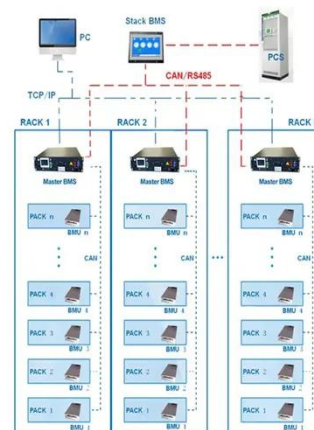 PC
Stack BMS
PCS
CAN/RS485
TCP/IP
RACK 1
RACK 2
RACK
Master BMS
Master BMS
Master BMS
PACK n
BMU n
PACK n
BMU n
PACK n
BMU n
CAN
CAN
CAN
PACK 4
BMU 4
PACK 4
BMU 4
PACK 4
BMU 4
PACK 3
BMU 3
PACK 3
BMU 3
PACK 3
BMU 3
PACK 2
BMU 2
PACK 2
BMU 2
PACK 2
BMU 2
PACK 1
BMU 1
PACK 1
BMU 1
PACK 1
BMU 1